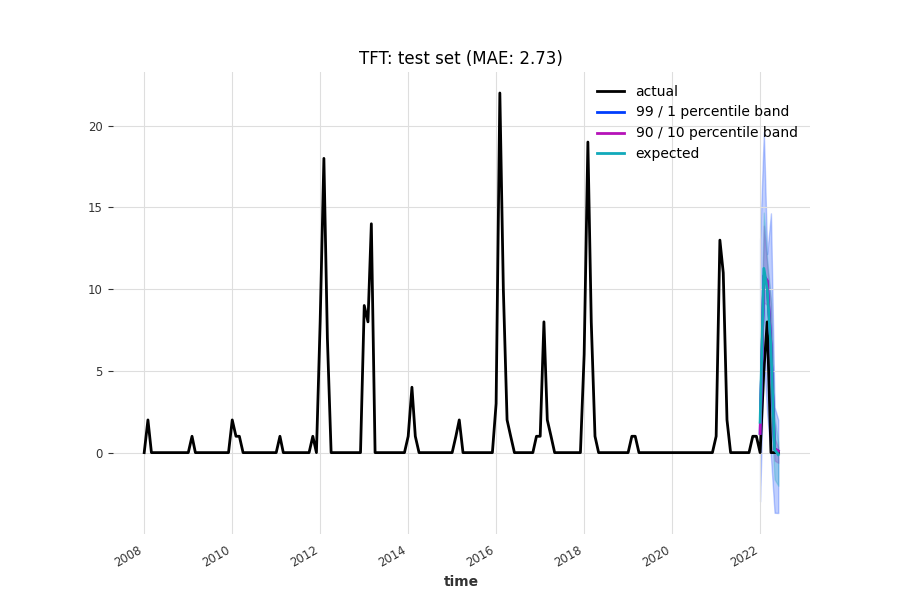 TFT: test set (MAE: 2.73)
actual
99 / 1 percentile band
90 / 10 percentile band
expected
20
15
10
5
0
2008
2010
2012
2014
2016
2018
2020
2022
time